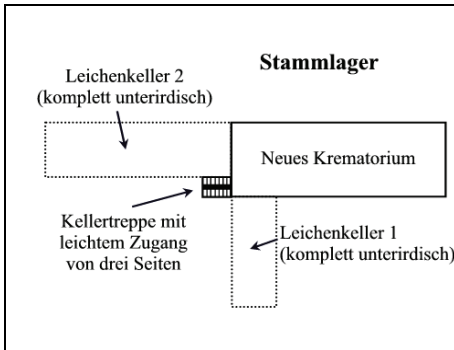 Stammlager
Leichenkeller 2
(komplett unterirdisch)
Neues Krematorium
Kellertreppe mit
leichtem Zugang
von drei Seiten
Leichenkeller 1
(komplett unterirdisch)